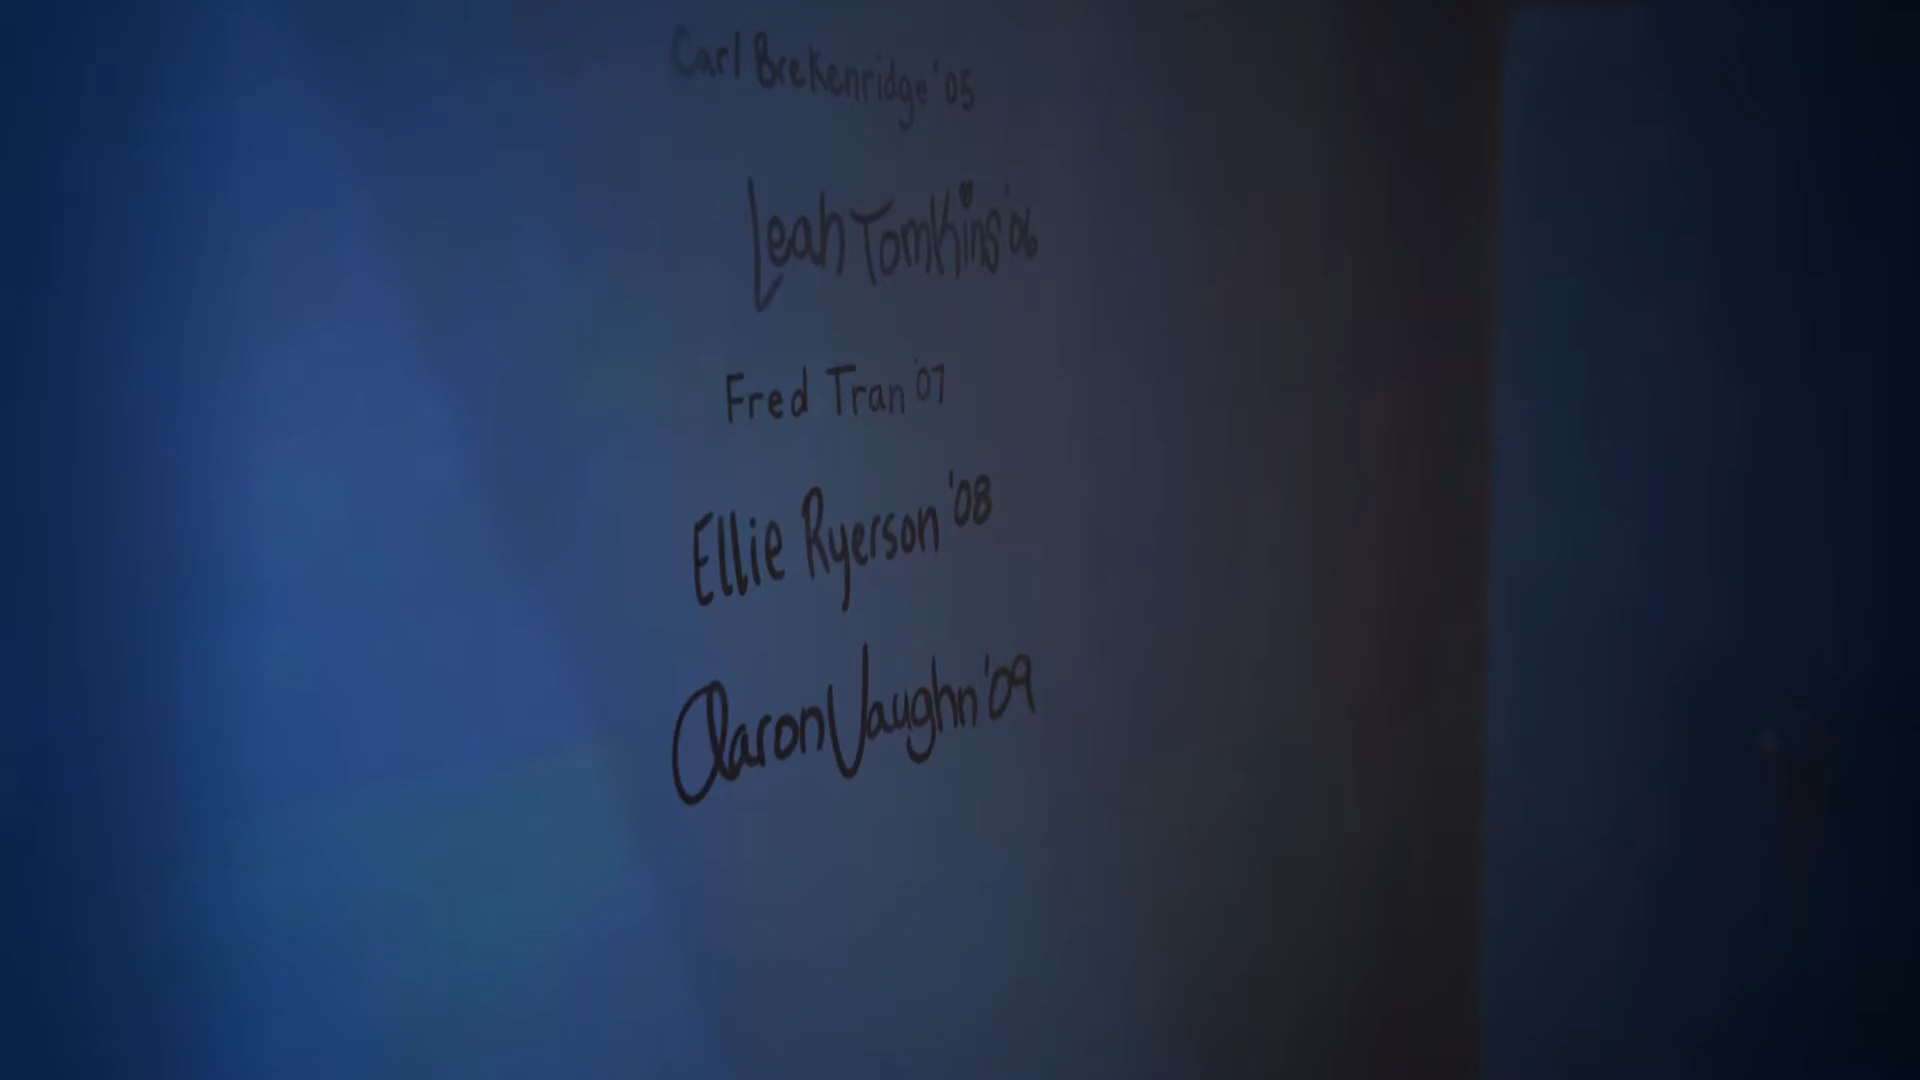 Carl Brekenridge '05
Leah Tomkins '06
Fred Tran '07
Ellie Ryerson '08
Aaron Vaughn '09